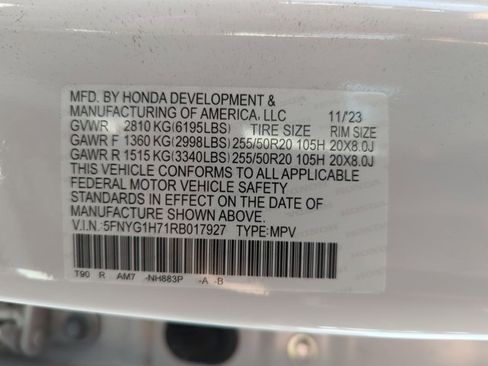 MFD. BY HONDA DEVELOPMENT &
MANUFACTURING OF AMERICA, LLC 11/'23
GVWR 2810 KG(6195LBS) TIRE SIZE RIM SIZE
GAWR F 1360 KG(2998LBS) 255/50R20 105H 20X8.0J
GAWR R 1515 KG(3340LBS) 255/50R20 105H 20X8.0J
THIS VEHICLE CONFORMS TO ALL APPLICABLE
FEDERAL MOTOR VEHICLE SAFETY
STANDARDS IN EFFECT ON THE DATE OF
MANUFACTURE SHOWN ABOVE.
V.I.N.: 5FNYG1H71RB017927 TYPE:MPV
T90 R AM7 -NH883P -A -B